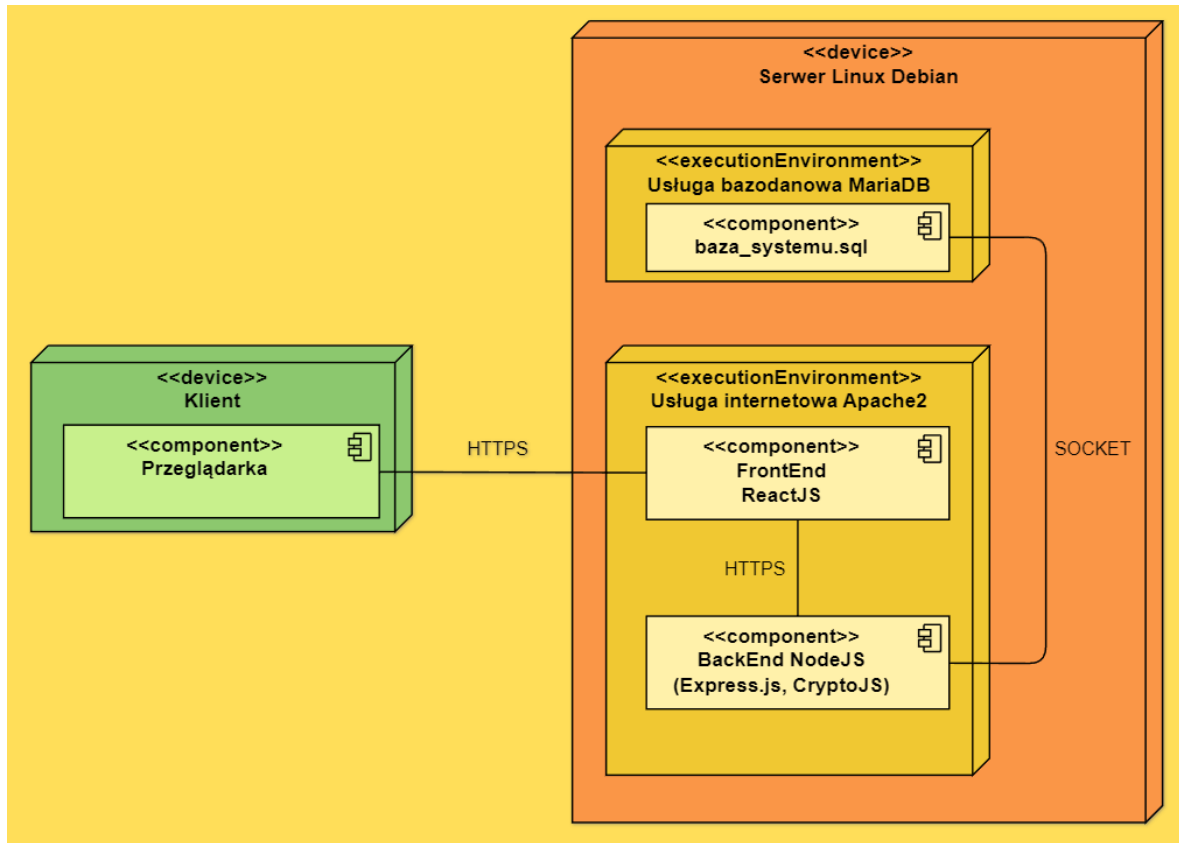 <<device>>
Serwer Linux Debian
<<executionEnvironment>>
Usługa bazodanowa MariaDB
<<component>>
baza_systemu.sql
<<device>>
Klient
<<component>>
Przeglądarka
HTTPS
<<executionEnvironment>>
Usługa internetowa Apache2
<<component>>
FrontEnd
ReactJS
SOCKET
HTTPS
<<component>>
BackEnd NodeJS
(Express.js, CryptoJS)